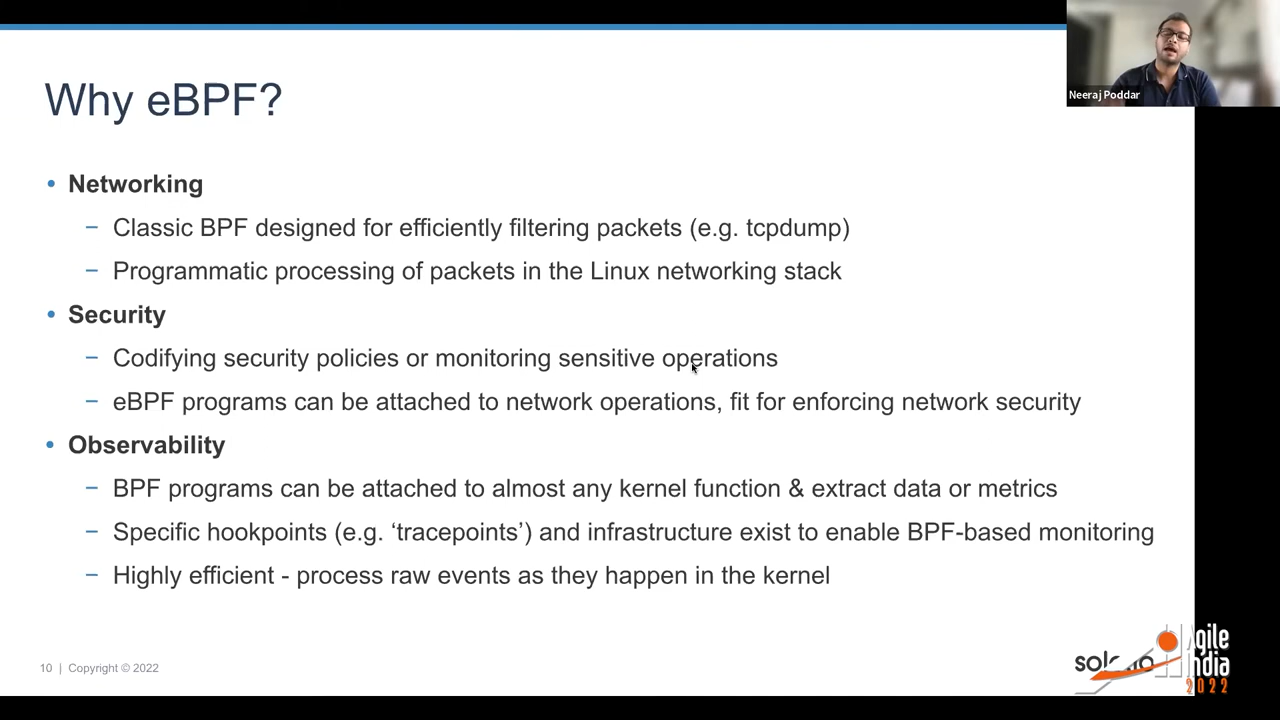 Neeraj Poddar
Why eBPF?
• Networking
– Classic BPF designed for efficiently filtering packets (e.g. tcpdump)
– Programmatic processing of packets in the Linux networking stack
• Security
– Codifying security policies or monitoring sensitive operations
– eBPF programs can be attached to network operations, fit for enforcing network security
• Observability
– BPF programs can be attached to almost any kernel function & extract data or metrics
– Specific hookpoints (e.g. ‘tracepoints’) and infrastructure exist to enable BPF-based monitoring
– Highly efficient - process raw events as they happen in the kernel
10 | Copyright © 2022
Agile
India
2022